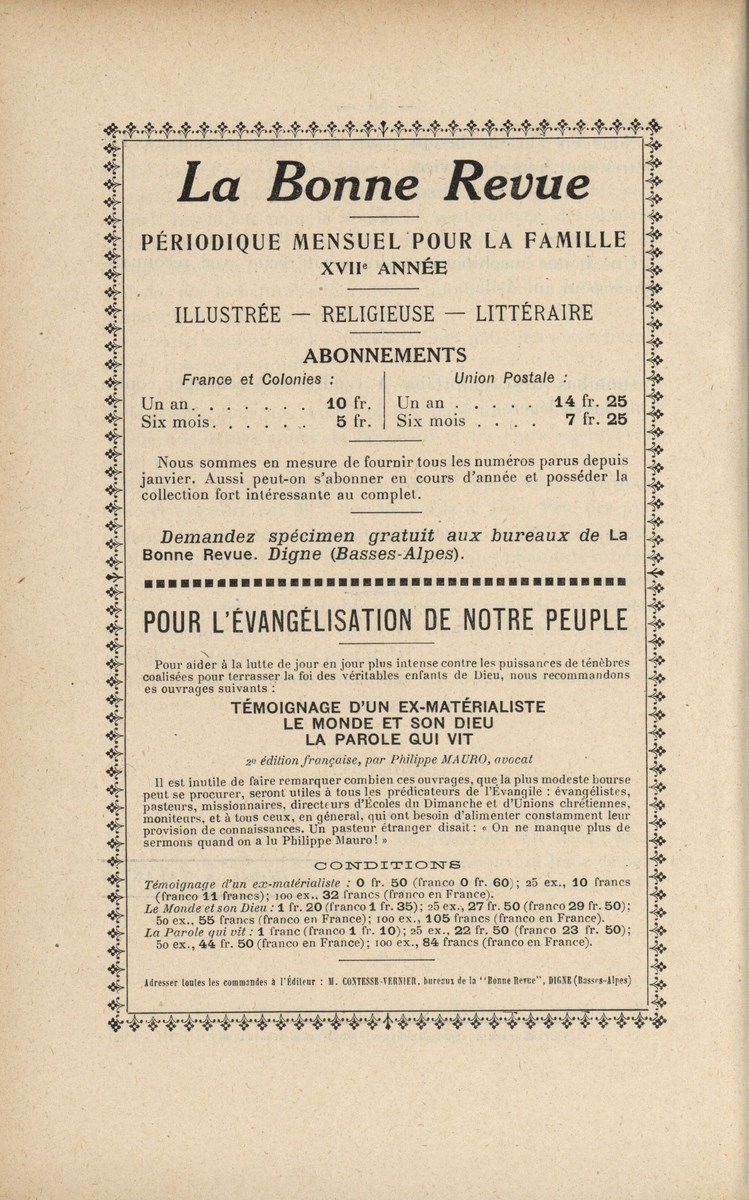 La Bonne Revue
PÉRIODIQUE MENSUEL POUR LA FAMILLE
XVIIe ANNÉE
ILLUSTRÉE — RELIGIEUSE — LITTÉRAIRE
ABONNEMENTS
France et Colonies :
Un an. . . . . . . 10 fr.
Six mois. . . . . . 5 fr.
Union Postale :
Un an . . . . . 14 fr. 25
Six mois . . . . 7 fr. 25
Nous sommes en mesure de fournir tous les numéros parus depuis
janvier. Aussi peut-on s'abonner en cours d'année et posséder la
collection fort intéressante au complet.
Demandez spécimen gratuit aux bureaux de La
Bonne Revue. Digne (Basses-Alpes).
POUR L'ÉVANGÉLISATION DE NOTRE PEUPLE
Pour aider à la lutte de jour en jour plus intense contre les puissances de ténèbres
coalisées pour terrasser la foi des véritables enfants de Dieu, nous recommandons
es ouvrages suivants :
TÉMOIGNAGE D'UN EX-MATÉRIALISTE
LE MONDE ET SON DIEU
LA PAROLE QUI VIT
2e édition française, par Philippe MAURO, avocat
Il est inutile de faire remarquer combien ces ouvrages, que la plus modeste bourse
peut se procurer, seront utiles à tous les prédicateurs de l'Évangile : évangélistes,
pasteurs, missionnaires, directeurs d'Écoles du Dimanche et d'Unions chrétiennes,
moniteurs, et à tous ceux, en géneral, qui ont besoin d'alimenter constamment leur
provision de connaissances. Un pasteur étranger disait : « On ne manque plus de
sermons quand on a lu Philippe Mauro ! »
CONDITIONS
Témoignage d'un ex-matérialiste : 0 fr. 50 (franco 0 fr. 60) ; 25 ex., 10 francs
(franco 11 francs) ; 100 ex., 32 francs (franco en France).
Le Monde et son Dieu : 1 fr. 20 (franco 1 fr. 35) ; 25 ex., 27 fr. 50 (franco 29 fr. 50) ;
50 ex., 55 francs (franco en France) ; 100 ex., 105 francs (franco en France).
La Parole qui vit : 1 franc (franco 1 fr. 10) ; 25 ex., 22 fr. 50 (franco 23 fr. 50) ;
50 ex., 44 fr. 50 (franco en France) ; 100 ex., 84 francs (franco en France).
Adresser toutes les commandes à l'Éditeur : M. CONTESSE-VERNIER, bureaux de la "Bonne Revue", DIGNE (Basses-Alpes)